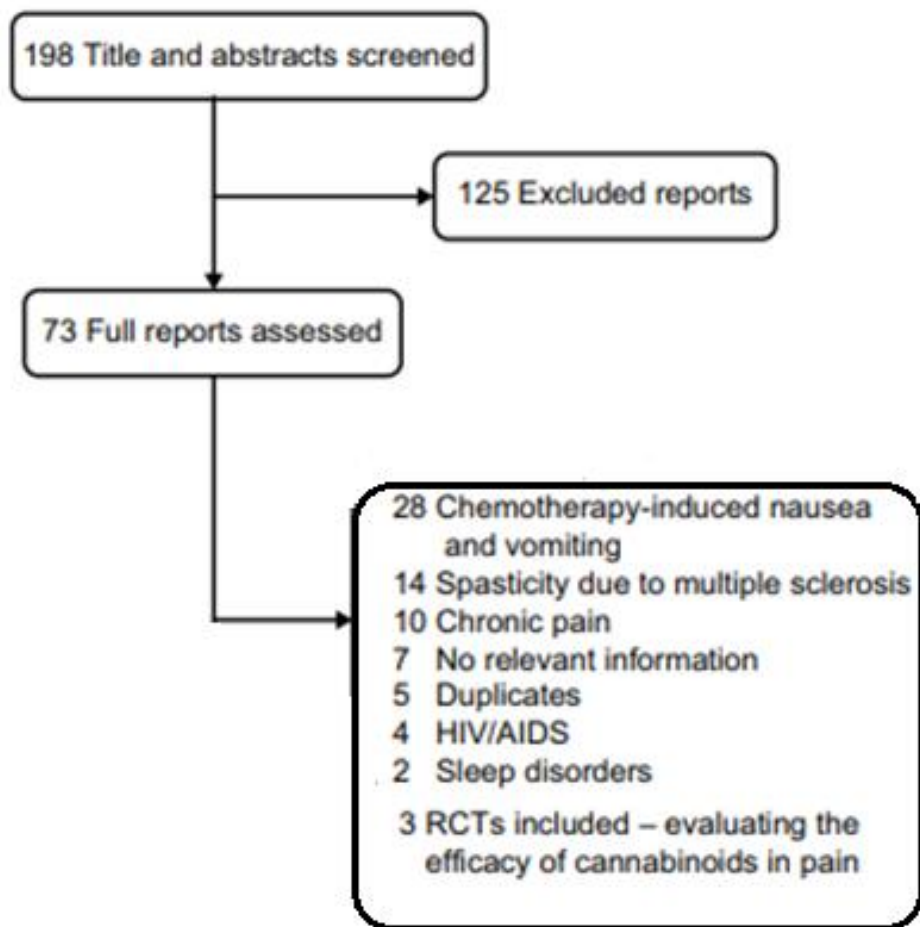 198 Title and abstracts screened
125 Excluded reports
73 Full reports assessed
28 Chemotherapy-induced nausea
and vomiting
14 Spasticity due to multiple sclerosis
10 Chronic pain
7 No relevant information
5 Duplicates
4 HIV/AIDS
2 Sleep disorders
3 RCTs included – evaluating the
efficacy of cannabinoids in pain